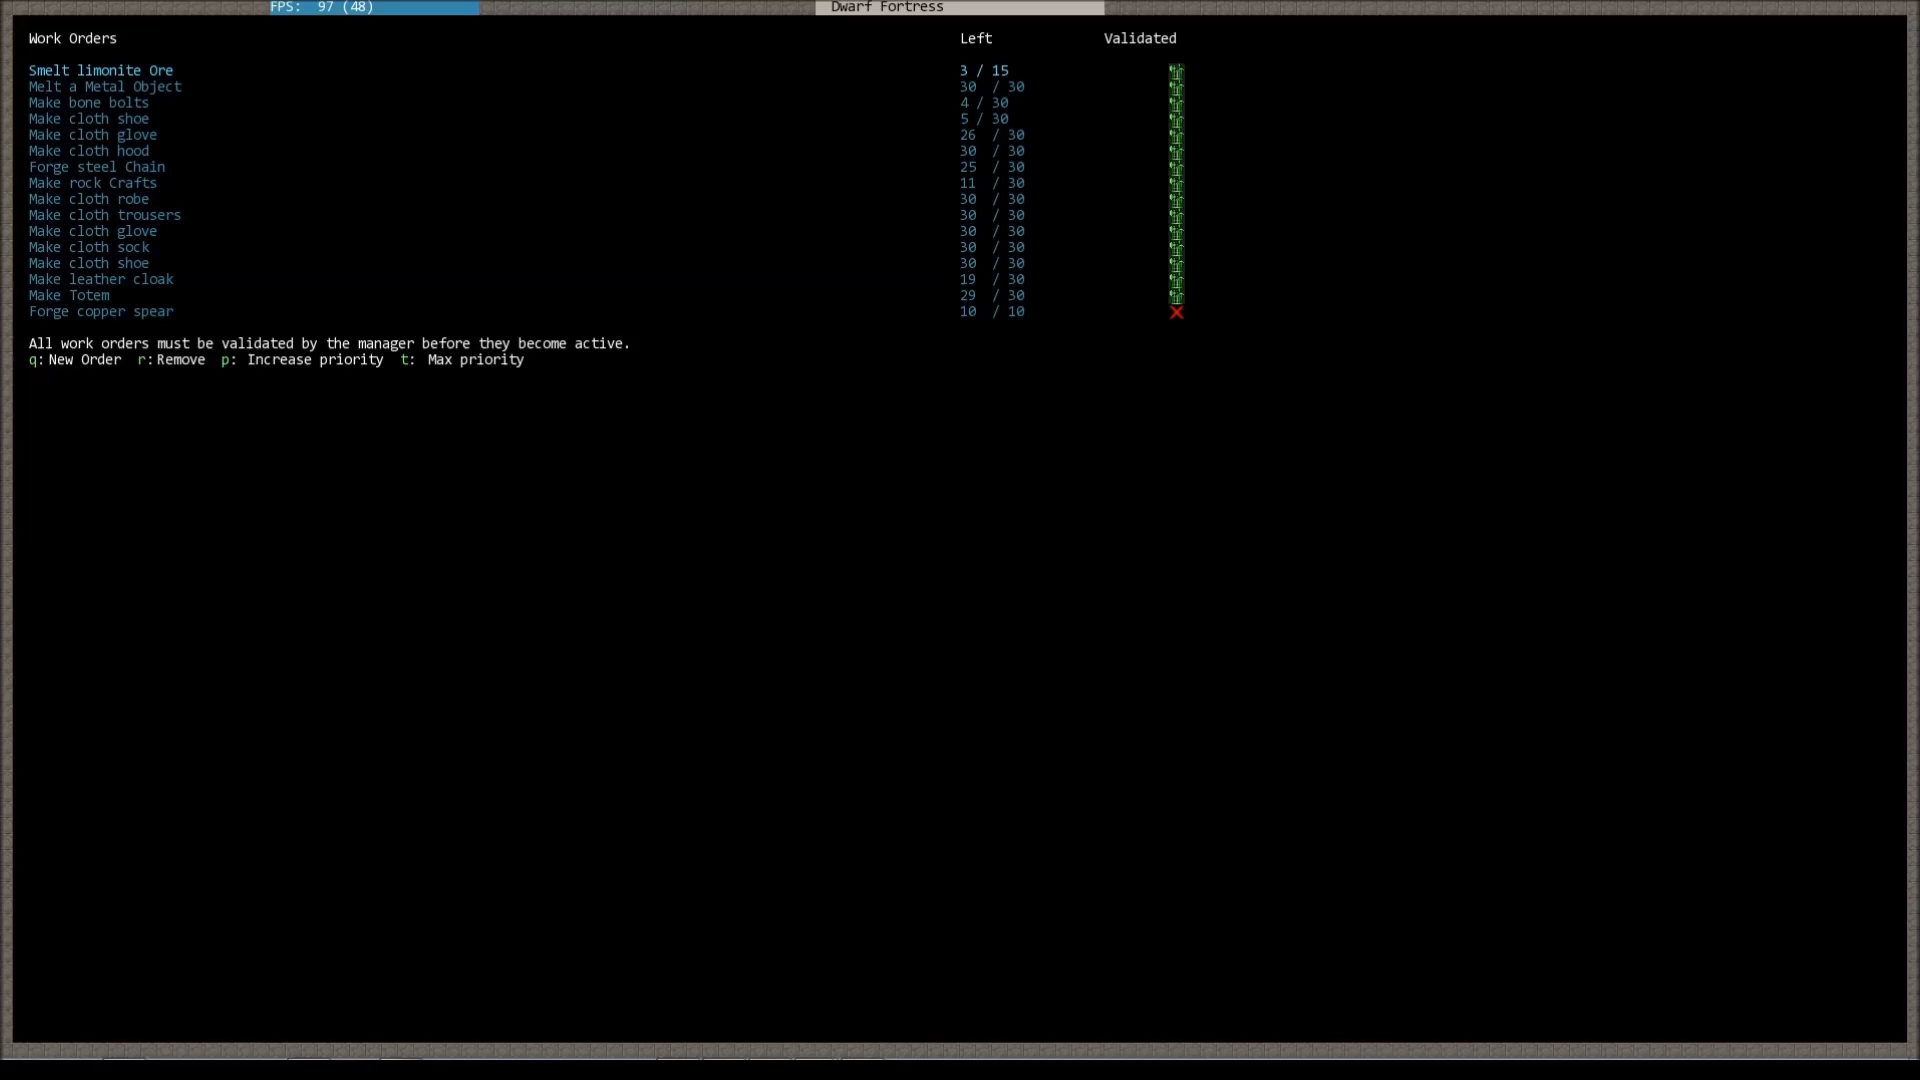 FPS: 97 (48) Dwarf Fortress
Work Orders Left Validated
Smelt limonite Ore 3 / 15
Melt a Metal Object 30 / 30
Make bone bolts 4 / 30
Make cloth shoe 5 / 30
Make cloth glove 26 / 30
Make cloth hood 30 / 30
Forge steel Chain 25 / 30
Make rock Crafts 11 / 30
Make cloth robe 30 / 30
Make cloth trousers 30 / 30
Make cloth glove 30 / 30
Make cloth sock 30 / 30
Make cloth shoe 30 / 30
Make leather cloak 19 / 30
Make Totem 29 / 30
Forge copper spear 10 / 10
All work orders must be validated by the manager before they become active.
q: New Order r: Remove p: Increase priority t: Max priority